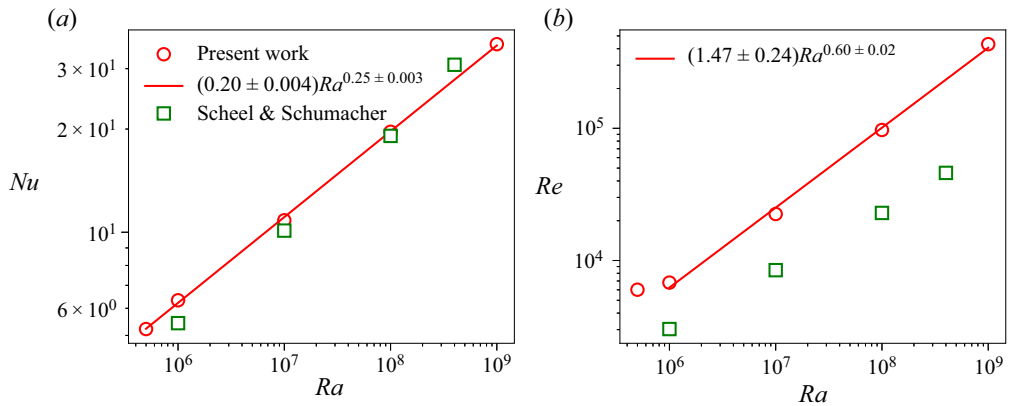 (a)
Present work
(0.20 ± 0.004)Ra^{0.25 ± 0.003}
Scheel & Schumacher
3 × 10^1
2 × 10^1
10^1
6 × 10^0
Nu
10^6 10^7 10^8 10^9
Ra
(b)
(1.47 ± 0.24)Ra^{0.60 ± 0.02}
10^5
10^4
Re
10^6 10^7 10^8 10^9
Ra